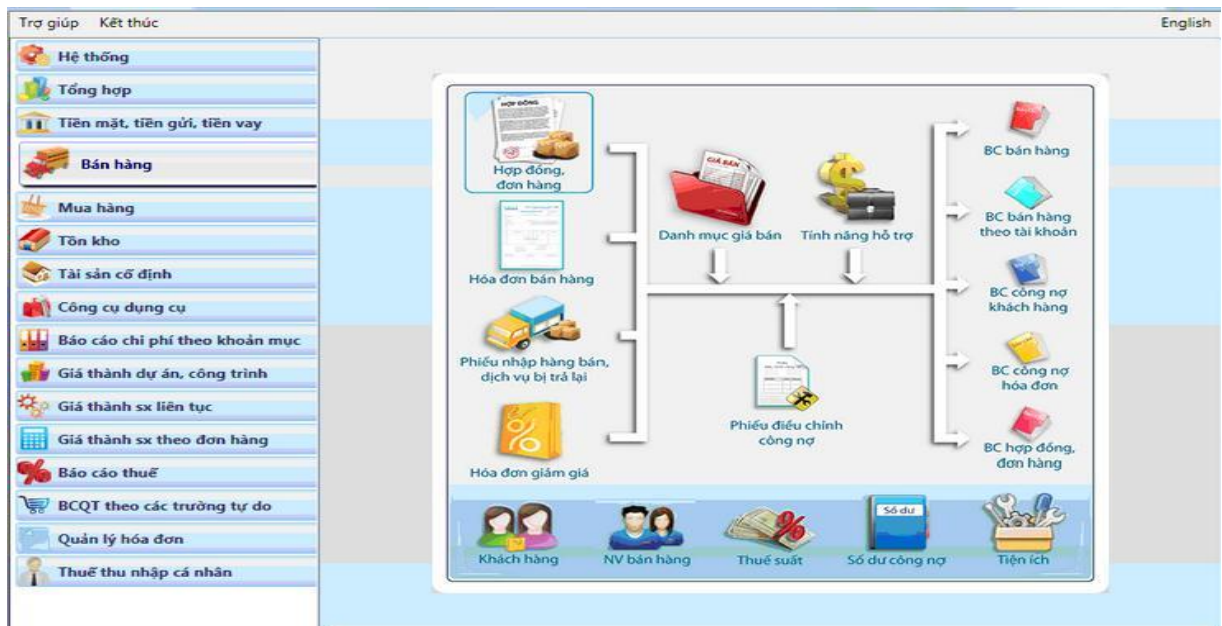 Trợ giúp Kết thúc English
Hệ thống
Tổng hợp
Tiền mặt, tiền gửi, tiền vay
Bán hàng
Mua hàng
Tồn kho
Tài sản cố định
Công cụ dụng cụ
Báo cáo chi phí theo khoản mục
Giá thành dự án, công trình
Giá thành sx liên tục
Giá thành sx theo đơn hàng
Báo cáo thuế
BCQT theo các trường tự do
Quản lý hóa đơn
Thuế thu nhập cá nhân
HỢP ĐỒNG
Hợp đồng,
đơn hàng
Hóa đơn bán hàng
Phiếu nhập hàng bán,
dịch vụ bị trả lại
Hóa đơn giảm giá
GIÁ BÁN
Danh mục giá bán
Tính năng hỗ trợ
Phiếu điều chỉnh
công nợ
BC bán hàng
BC bán hàng
theo tài khoản
BC công nợ
khách hàng
BC công nợ
hóa đơn
BC hợp đồng,
đơn hàng
Khách hàng
NV bán hàng
Thuế suất
Số dư
Số dư công nợ
Tiện ích